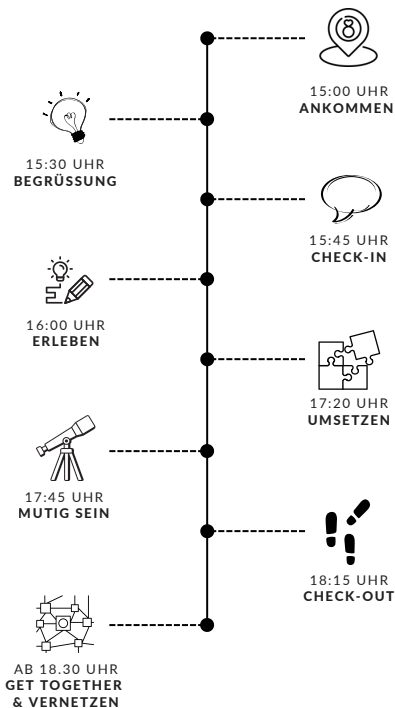 15:00 UHR
ANKOMMEN
15:30 UHR
BEGRÜSSUNG
15:45 UHR
CHECK-IN
16:00 UHR
ERLEBEN
17:20 UHR
UMSETZEN
17:45 UHR
MUTIG SEIN
18:15 UHR
CHECK-OUT
AB 18.30 UHR
GET TOGETHER
& VERNETZEN